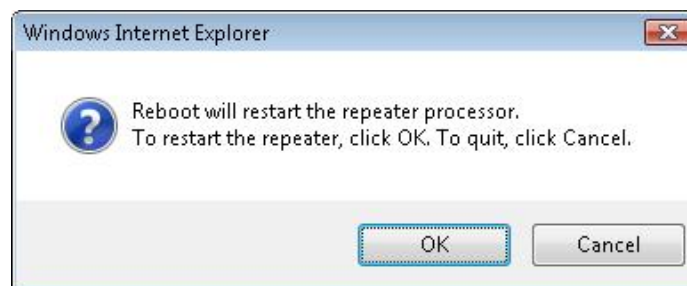 Windows Internet Explorer
Reboot will restart the repeater processor.
To restart the repeater, click OK. To quit, click Cancel.
OK
Cancel